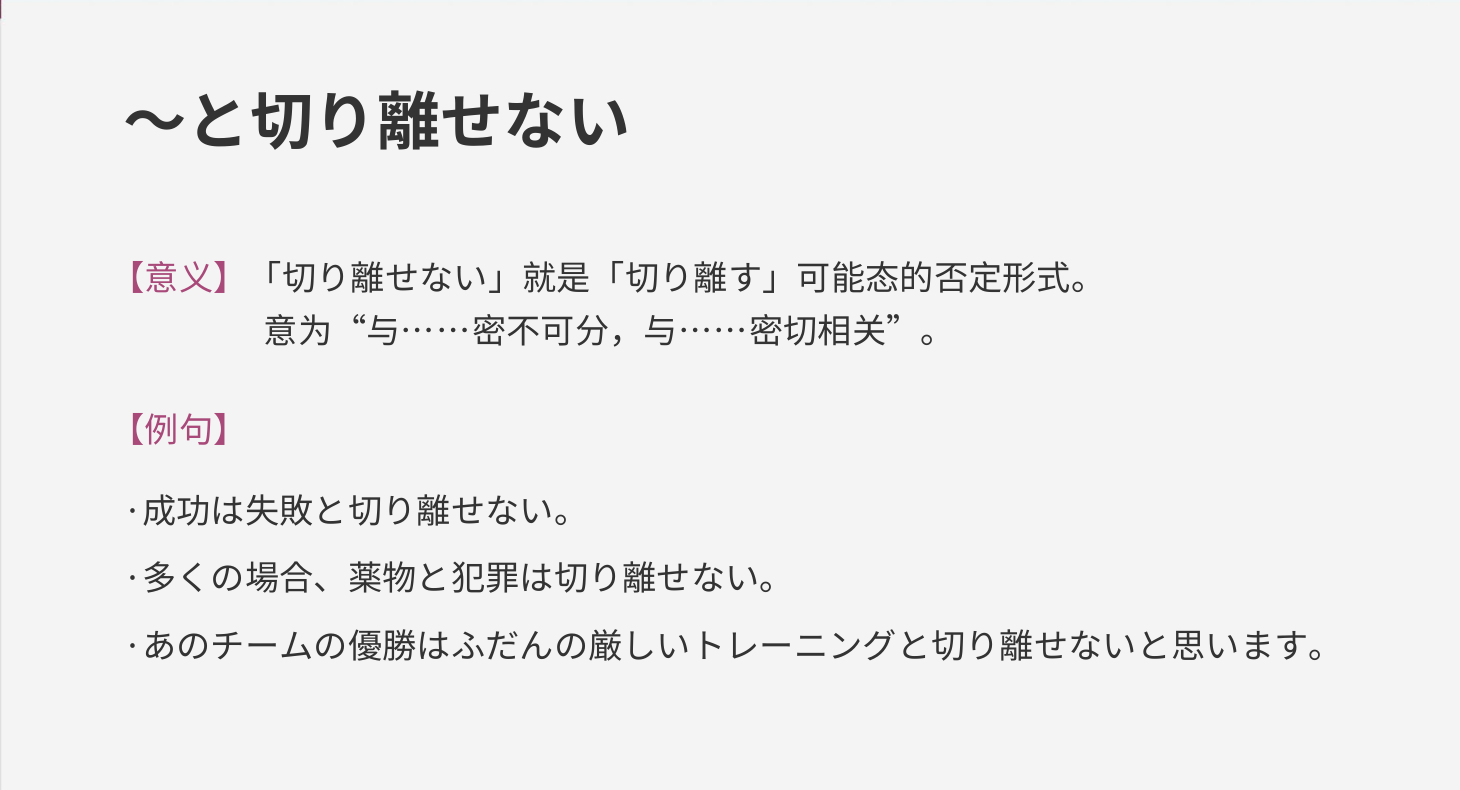 ～と切り離せない
【意义】「切り離せない」就是「切り離す」可能态的否定形式。
意为“与……密不可分，与……密切相关”。
【例句】
·成功は失敗と切り離せない。
·多くの場合、薬物と犯罪は切り離せない。
·あのチームの優勝はふだんの厳しいトレーニングと切り離せないと思います。